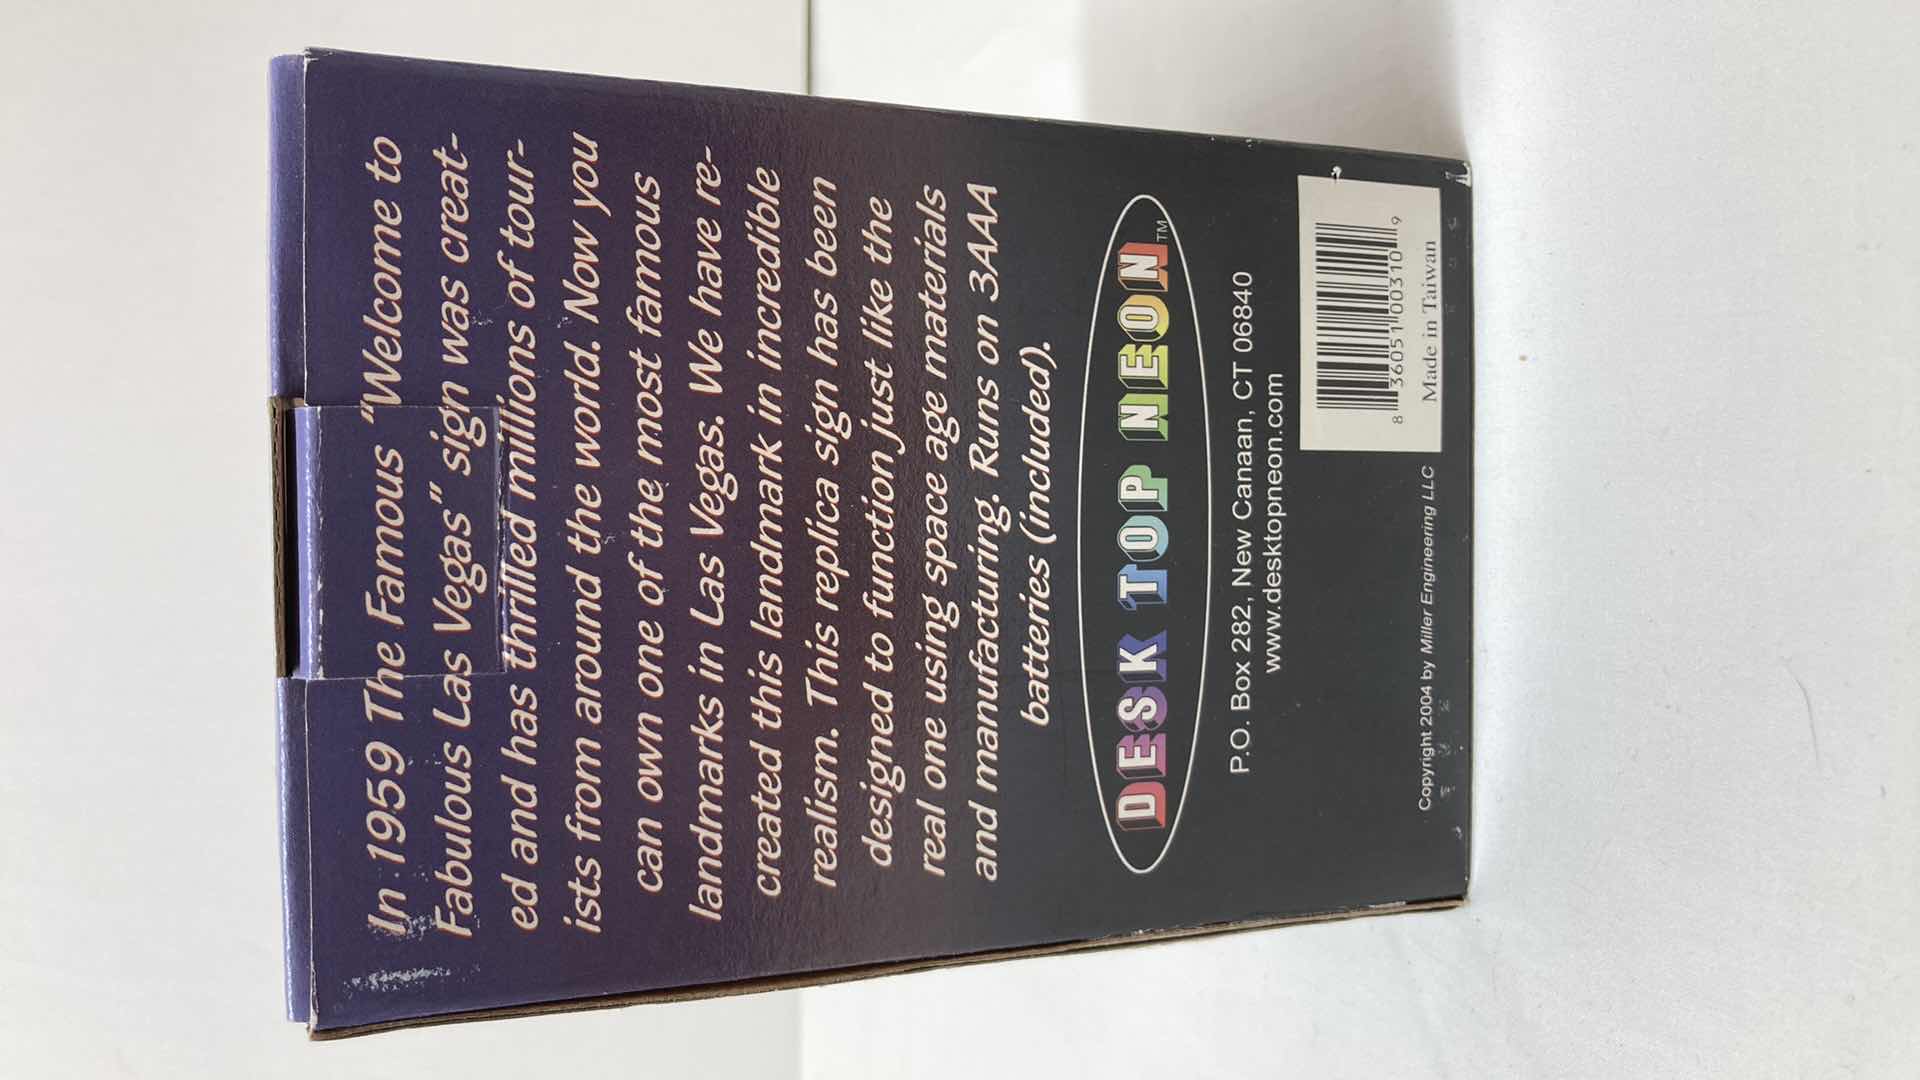 In 1959 The Famous "Welcome to
Fabulous Las Vegas" sign was creat-
ed and has thrilled millions of tour-
ists from around the world. Now you
can own one of the most famous
landmarks in Las Vegas. We have re-
created this landmark in incredible
realism. This replica sign has been
designed to function just like the
real one using space age materials
and manufacturing. Runs on 3AAA
batteries (included).
DESK TOP NEON™
P.O. Box 282, New Canaan, CT 06840
www.desktopneon.com
8 36051 00310 9
Made in Taiwan
Copyright 2004 by Miller Engineering LLC